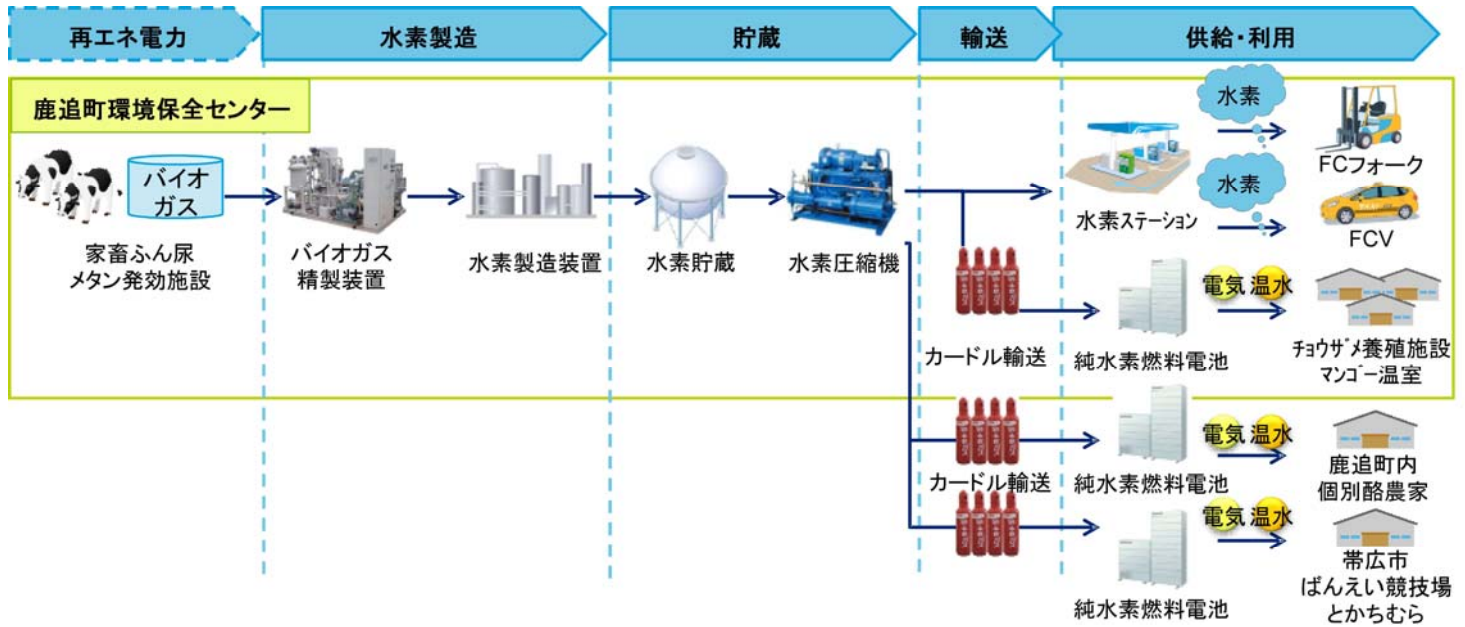 再エネ電力
水素製造
貯蔵
輸送
供給・利用
鹿追町環境保全センター
バイオ
ガス
家畜ふん尿
メタン発効施設
バイオガス
精製装置
水素製造装置
水素貯蔵
水素圧縮機
カードル輸送
水素ステーション
水素
FCフォーク
水素
FCV
純水素燃料電池
電気 温水
チョウザメ養殖施設
マンゴー温室
カードル輸送
純水素燃料電池
電気 温水
鹿追町内
個別酪農家
純水素燃料電池
電気 温水
帯広市
ばんえい競技場
とかちむら